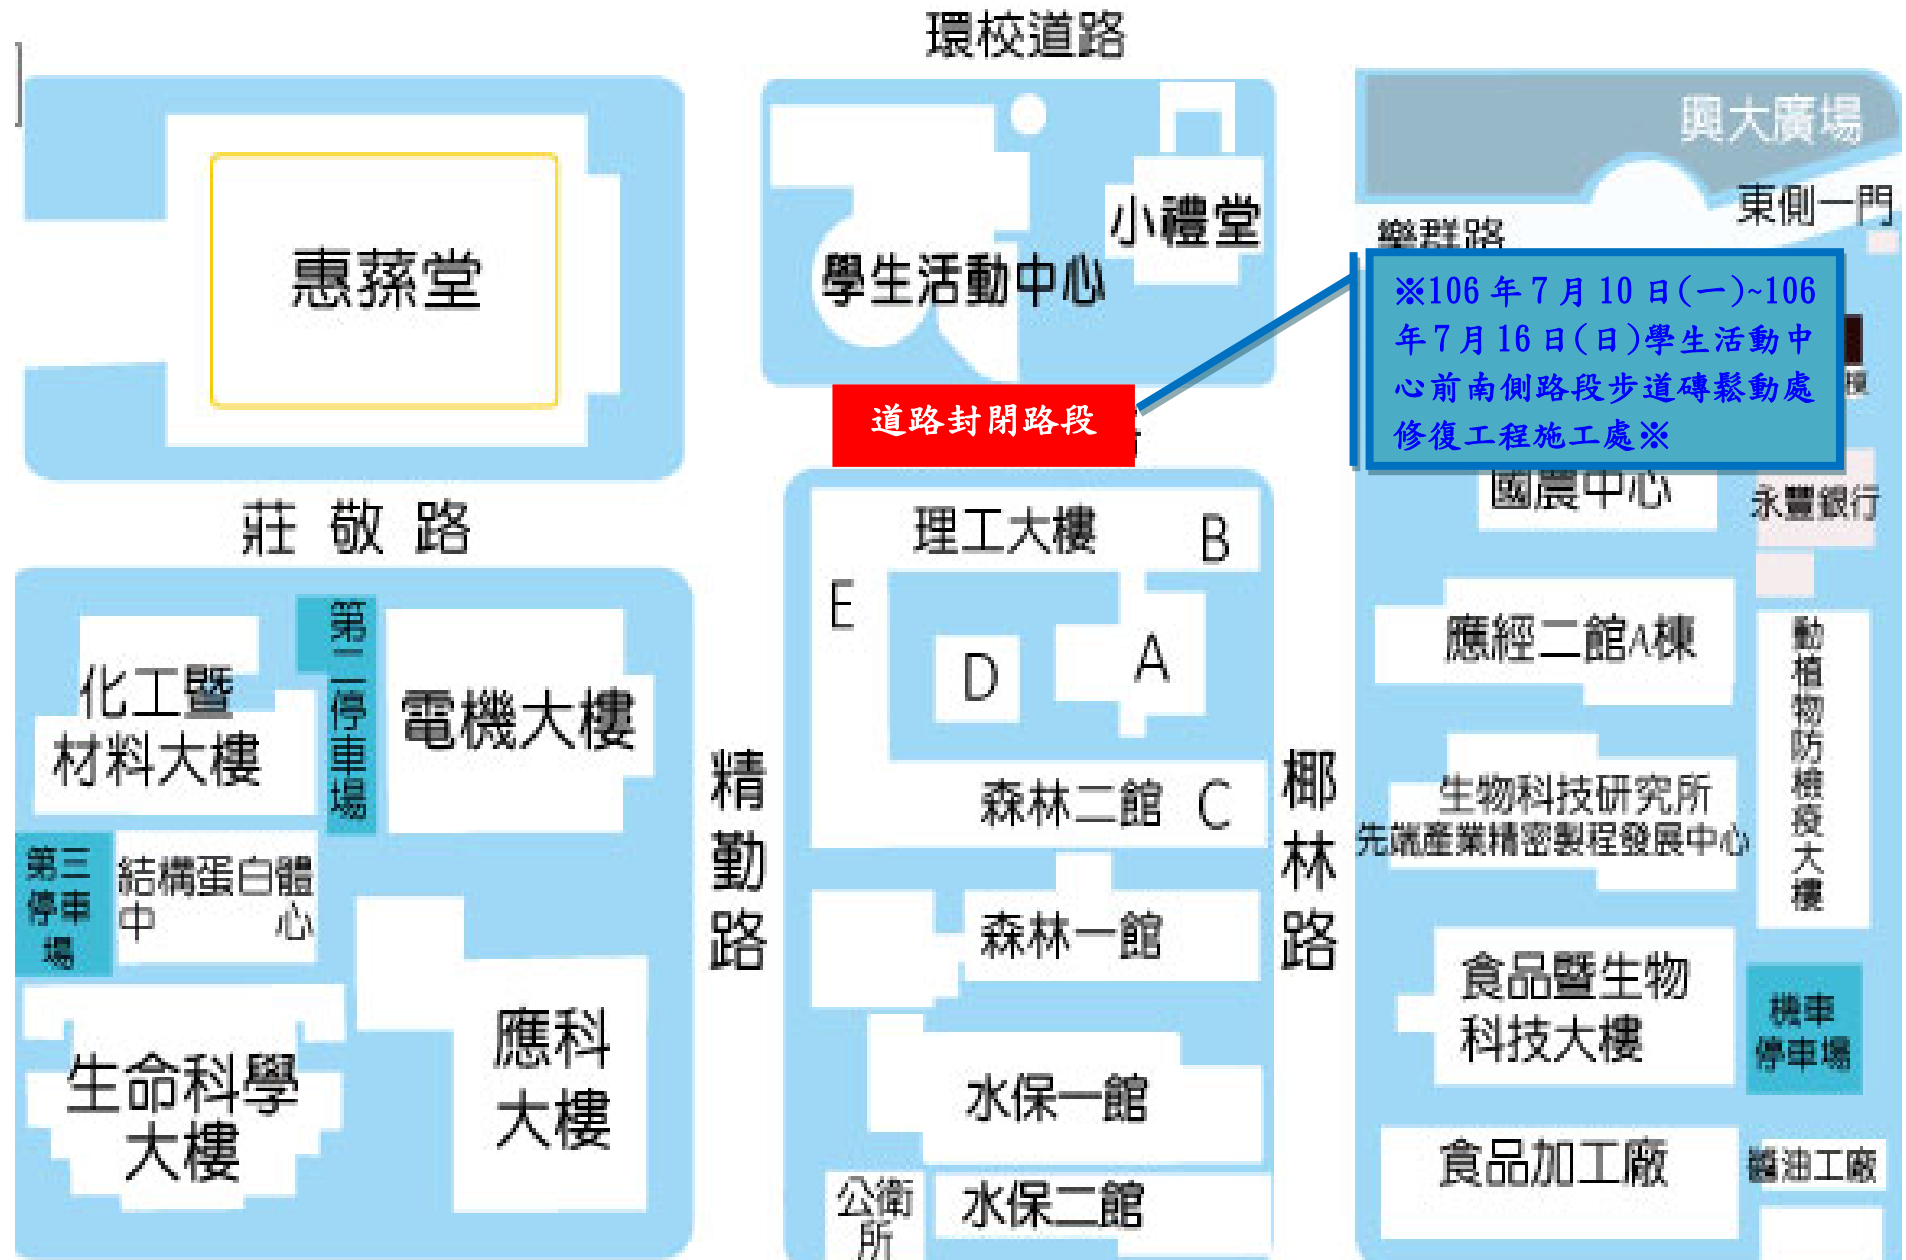 環校道路
興大廣場
東側一門
小禮堂
樂群路
惠蓀堂
學生活動中心
※106年7月10日(一)~106
年7月16日(日)學生活動中
心前南側路段步道磚鬆動處
修復工程施工處※
道路封閉路段
國農中心
永豐銀行
莊敬路
理工大樓
B
E
第二停車場
應經二館A棟
動植物防檢疫大樓
D
A
化工暨
材料大樓
電機大樓
精勤路
森林二館
C
椰林路
生物科技研究所
先端產業精密製程發展中心
第三
停車
場
結構蛋白體
中心
森林一館
食品暨生物
科技大樓
機車
停車場
應科
大樓
生命科學
大樓
水保一館
食品加工廠
醬油工廠
公衛
所
水保二館